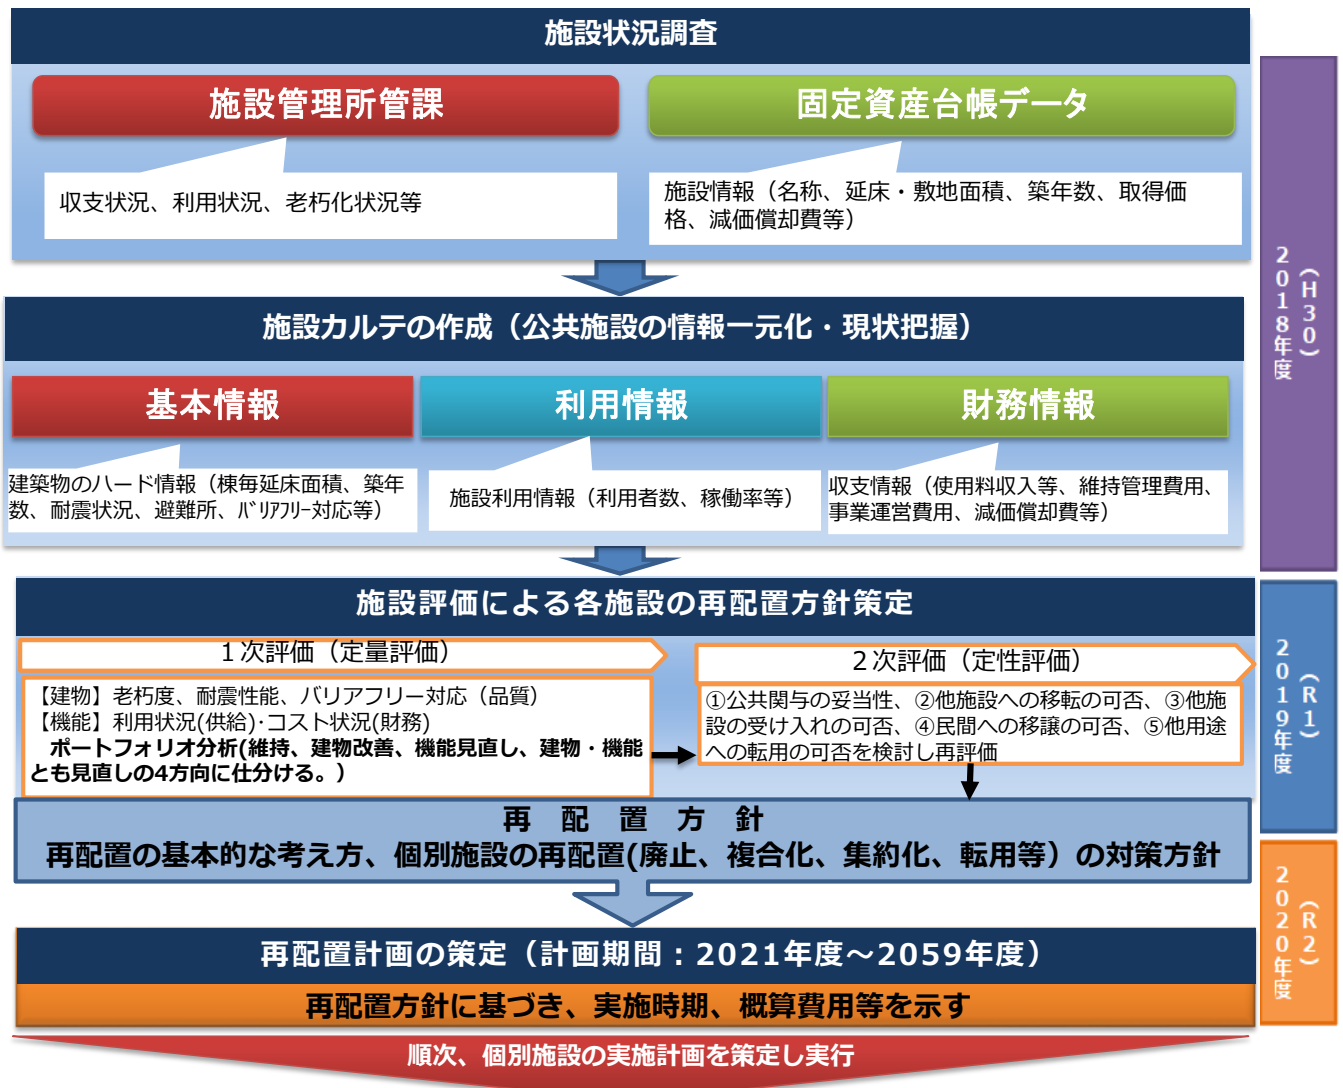 施設状況調査
施設管理所管課
固定資産台帳データ
収支状況、利用状況、老朽化状況等
施設情報（名称、延床・敷地面積、築年数、取得価
格、減価償却費等）
施設カルテの作成（公共施設の情報一元化・現状把握）
基本情報
利用情報
財務情報
建築物のハード情報（棟毎延床面積、築年
数、耐震状況、避難所、ﾊﾞﾘｱﾌﾘｰ対応等）
施設利用情報（利用者数、稼働率等）
収支情報（使用料収入等、維持管理費用、
事業運営費用、減価償却費等）
2018年度
（H30）
施設評価による各施設の再配置方針策定
１次評価（定量評価）
【建物】老朽度、耐震性能、バリアフリー対応（品質）
【機能】利用状況(供給)･コスト状況(財務)
ポートフォリオ分析(維持、建物改善、機能見直し、建物・機能
とも見直しの4方向に仕分ける。）
２次評価（定性評価）
①公共関与の妥当性、②他施設への移転の可否、③他施
設の受け入れの可否、④民間への移譲の可否、⑤他用途
への転用の可否を検討し再評価
再　配　置　方　針
再配置の基本的な考え方、個別施設の再配置(廃止、複合化、集約化、転用等）の対策方針
2019年度
（R1）
再配置計画の策定（計画期間：2021年度～2059年度）
再配置方針に基づき、実施時期、概算費用等を示す
2020年度
（R2）
順次、個別施設の実施計画を策定し実行